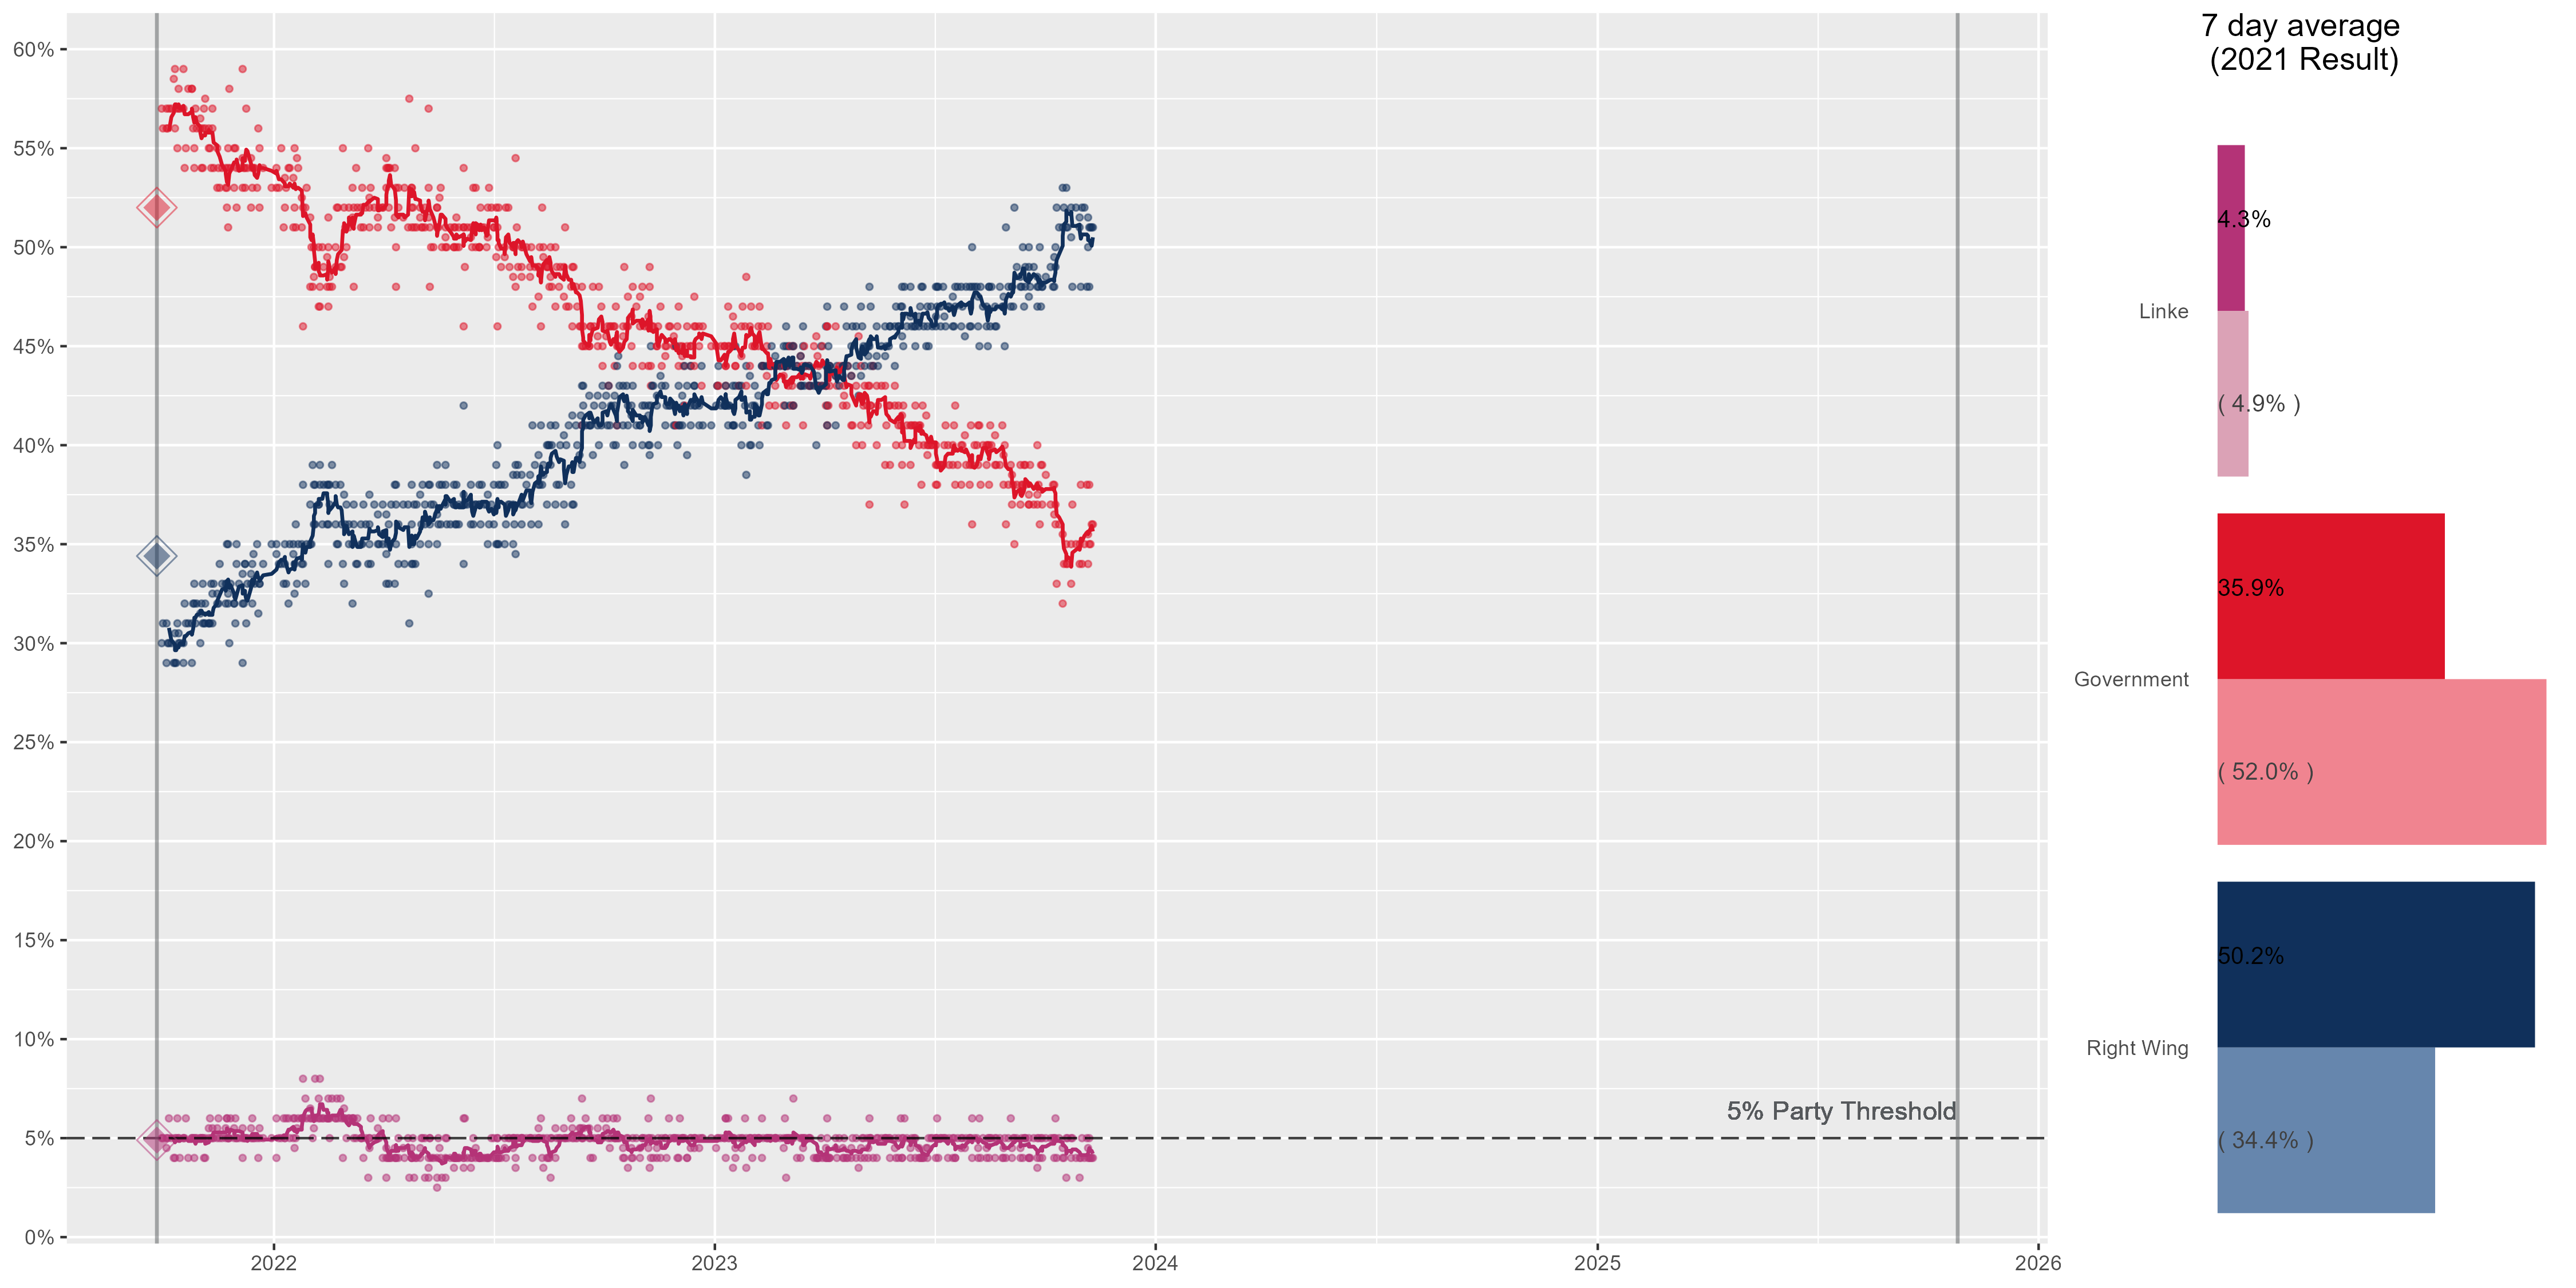 7 day average
(2021 Result)
60%
55%
50%
45%
40%
35%
30%
25%
20%
15%
10%
5%
0%
2022
2023
2024
2025
2026
5% Party Threshold
Linke
4.3%
( 4.9% )
Government
35.9%
( 52.0% )
Right Wing
50.2%
( 34.4% )